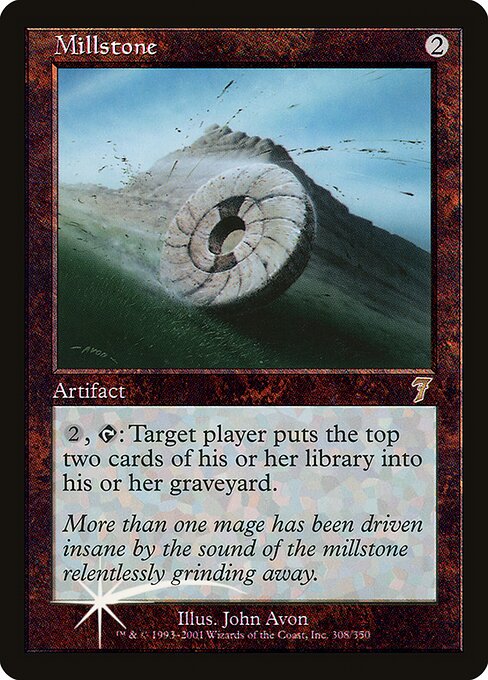 Millstone 2
AVON
Artifact
2, : Target player puts the top
two cards of his or her library into
his or her graveyard.
More than one mage has been driven
insane by the sound of the millstone
relentlessly grinding away.
Illus. John Avon
™ & © 1993-2001 Wizards of the Coast, Inc. 308/350